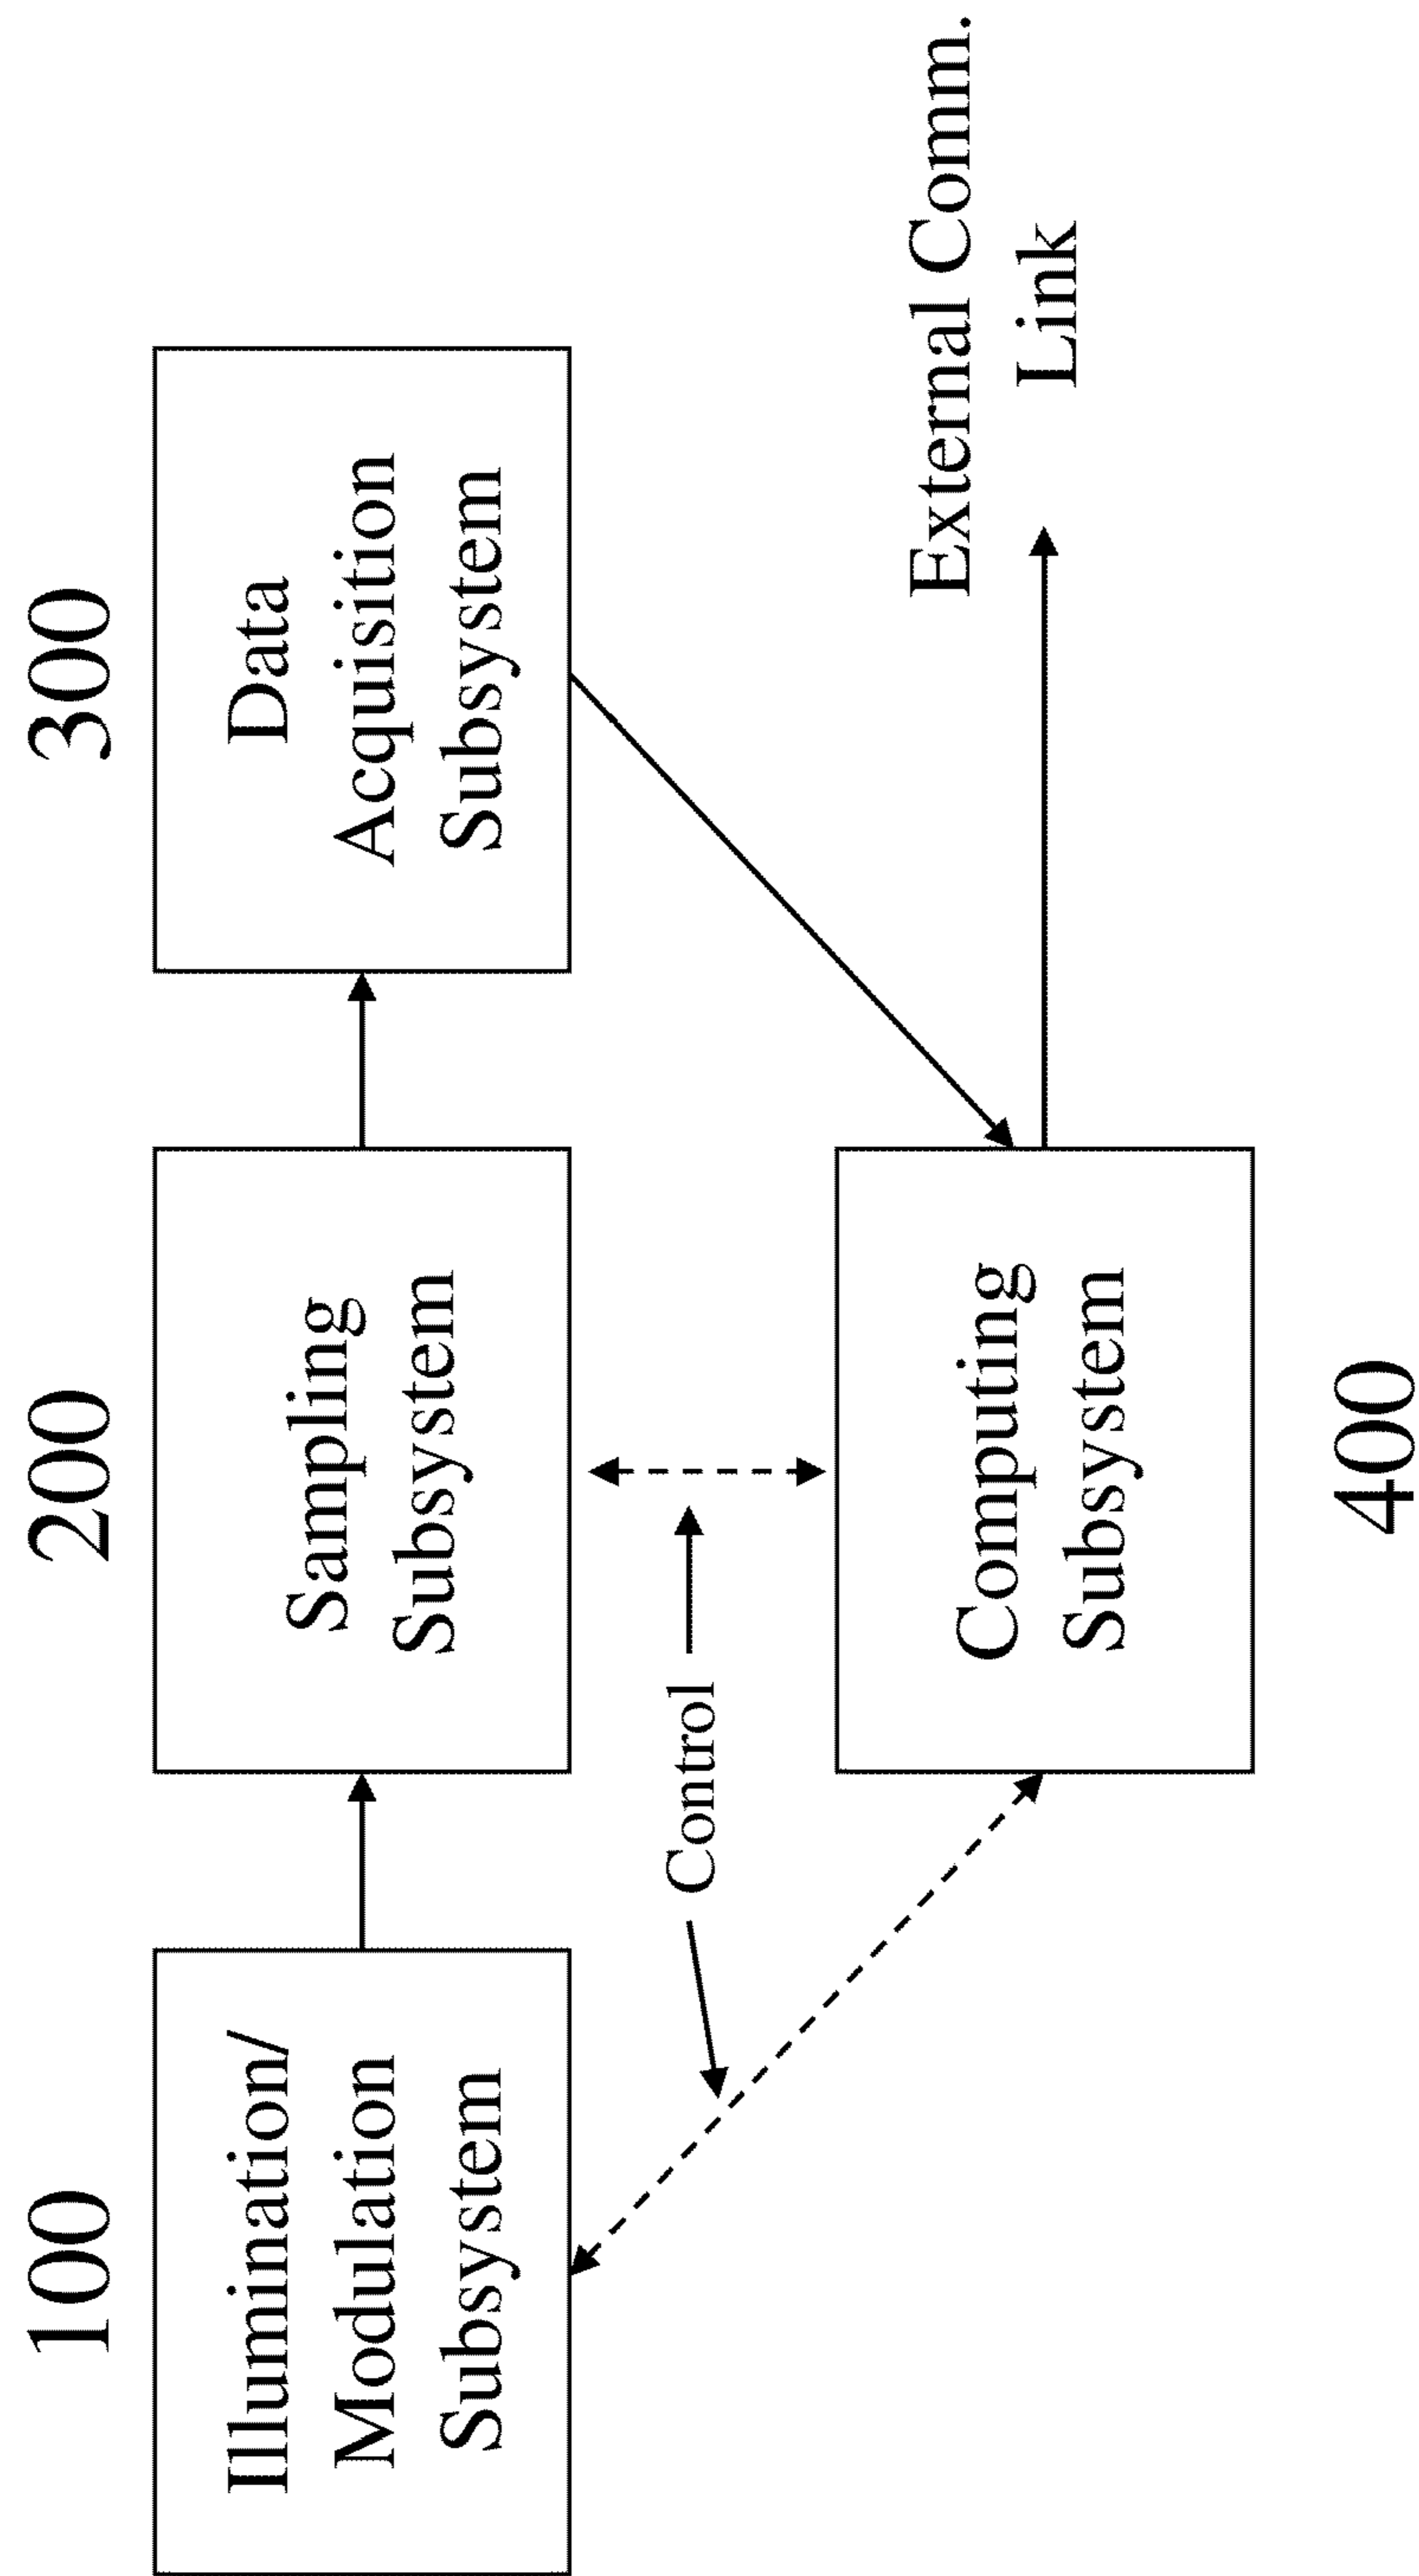 100
200
300
Illumination/
Modulation
Subsystem
Sampling
Subsystem
Data
Acquisition
Subsystem
Control
Computing
Subsystem
External Comm.
Link
400